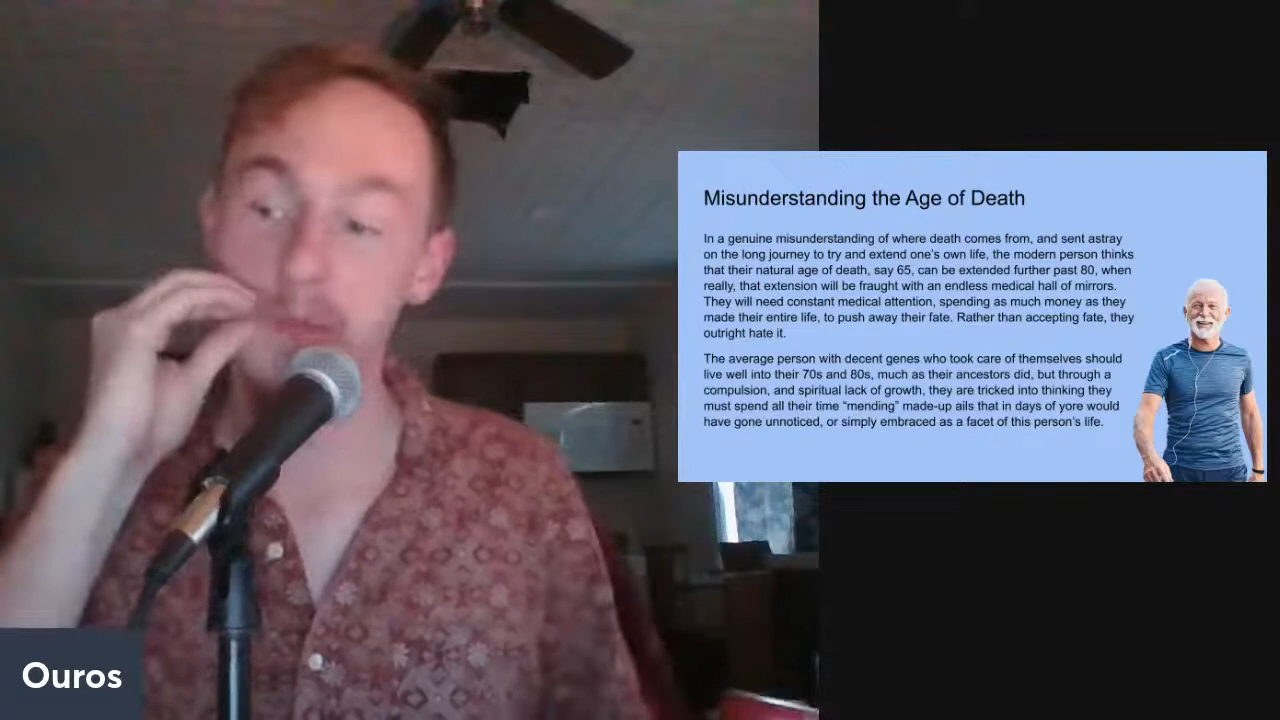 Misunderstanding the Age of Death
In a genuine misunderstanding of where death comes from, and sent astray
on the long journey to try and extend one's own life, the modern person thinks
that their natural age of death, say 65, can be extended further past 80, when
really, that extension will be fraught with an endless medical hall of mirrors.
They will need constant medical attention, spending as much money as they
made their entire life, to push away their fate. Rather than accepting fate, they
outright hate it.
The average person with decent genes who took care of themselves should
live well into their 70s and 80s, much as their ancestors did, but through a
compulsion, and spiritual lack of growth, they are tricked into thinking they
must spend all their time “mending” made-up ails that in days of yore would
have gone unnoticed, or simply embraced as a facet of this person's life.
Ouros